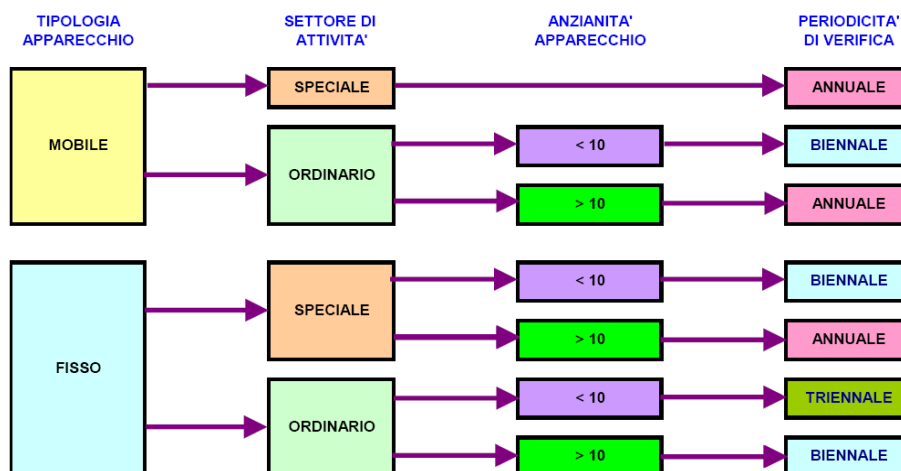 TIPOLOGIA
APPARECCHIO
SETTORE DI
ATTIVITA'
ANZIANITA'
APPARECCHIO
PERIODICITA'
DI VERIFICA
MOBILE
SPECIALE
ANNUALE
ORDINARIO
< 10
BIENNALE
> 10
ANNUALE
FISSO
SPECIALE
< 10
BIENNALE
> 10
ANNUALE
ORDINARIO
< 10
TRIENNALE
> 10
BIENNALE